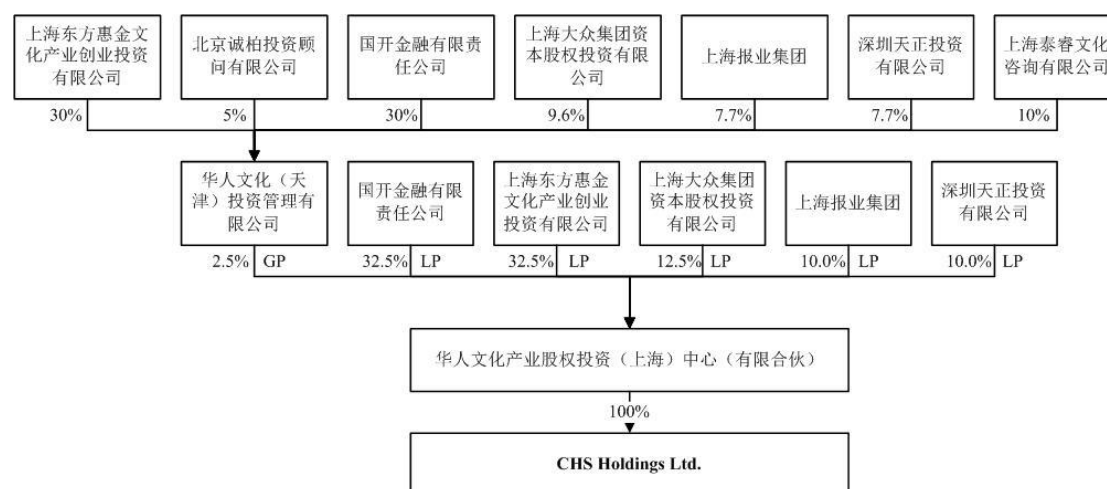 上海东方惠金文
化产业创业投资
有限公司
北京诚柏投资顾
问有限公司
国开金融有限责
任公司
上海大众集团资
本股权投资有限
公司
上海报业集团
深圳天正投资有
限公司
上海泰睿文化
咨询有限公司
30%
5%
30%
9.6%
7.7%
7.7%
10%
华人文化（天
津）投资管理有
限公司
国开金融有限
责任公司
上海东方惠金
文化产业创业
投资有限公司
上海大众集团
资本股权投资
有限公司
上海报业集团
深圳天正投资
有限公司
2.5% GP
32.5% LP
32.5% LP
12.5% LP
10.0% LP
10.0% LP
华人文化产业股权投资（上海）中心（有限合伙）
100%
CHS Holdings Ltd.